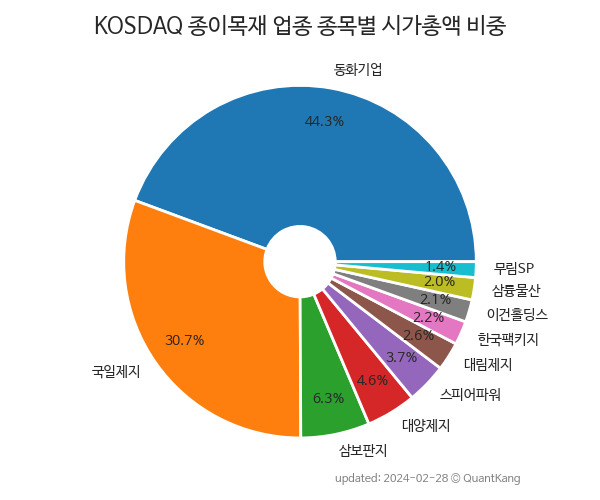 KOSDAQ 종이목재 업종 종목별 시가총액 비중
동화기업
44.3%
국일제지
30.7%
삼보판지
6.3%
대양제지
4.6%
스피어파워
3.7%
대림제지
2.6%
한국팩키지
2.2%
이건홀딩스
2.1%
삼륭물산
2.0%
무림SP
1.4%
updated: 2024-02-28 © QuantKang